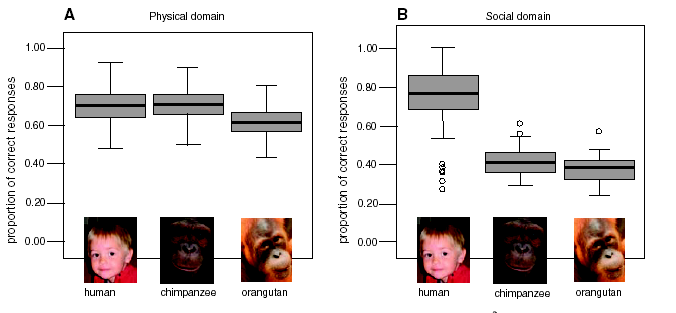 A
Physical domain
proportion of correct responses
1.00
0.80
0.60
0.40
0.20
0.00
human
chimpanzee
orangutan
B
Social domain
proportion of correct responses
1.00
0.80
0.60
0.40
0.20
0.00
human
chimpanzee
orangutan